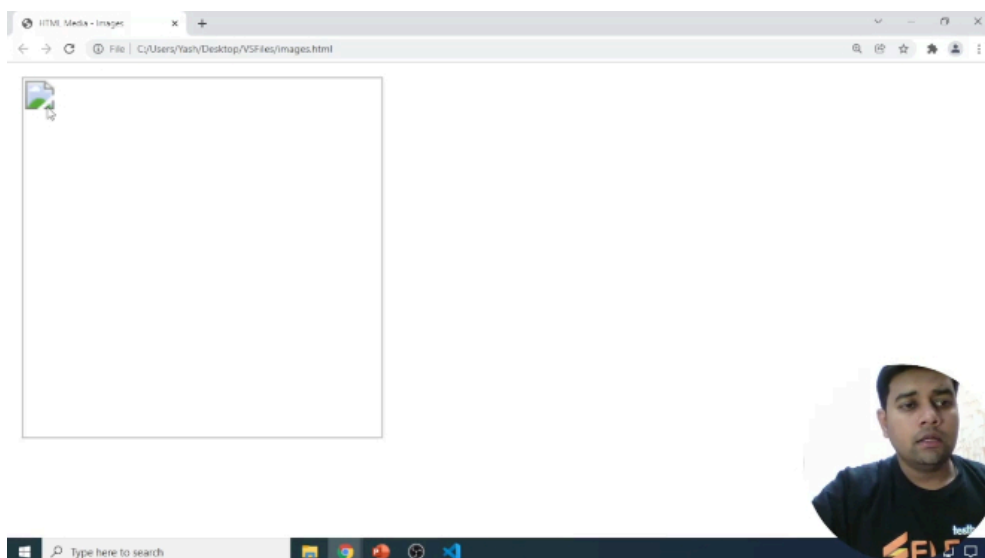 HTML Media - Images
File C:/Users/Yash/Desktop/VSFiles/images.html
Type here to search